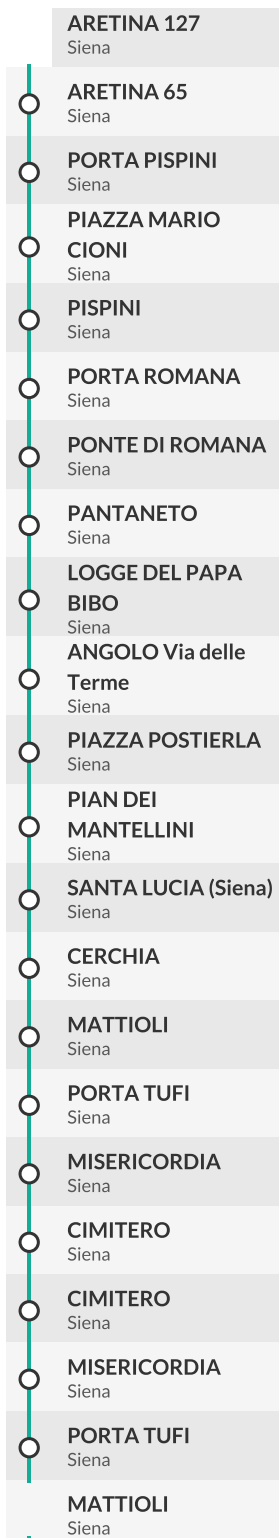 ARETINA 127
Siena
ARETINA 65
Siena
PORTA PISPINI
Siena
PIAZZA MARIO
CIONI
Siena
PISPINI
Siena
PORTA ROMANA
Siena
PONTE DI ROMANA
Siena
PANTANETO
Siena
LOGGE DEL PAPA
BIBO
Siena
ANGOLO Via delle
Terme
Siena
PIAZZA POSTIERLA
Siena
PIAN DEI
MANTELLINI
Siena
SANTA LUCIA (Siena)
Siena
CERCHIA
Siena
MATTIOLI
Siena
PORTA TUFI
Siena
MISERICORDIA
Siena
CIMITERO
Siena
CIMITERO
Siena
MISERICORDIA
Siena
PORTA TUFI
Siena
MATTIOLI
Siena